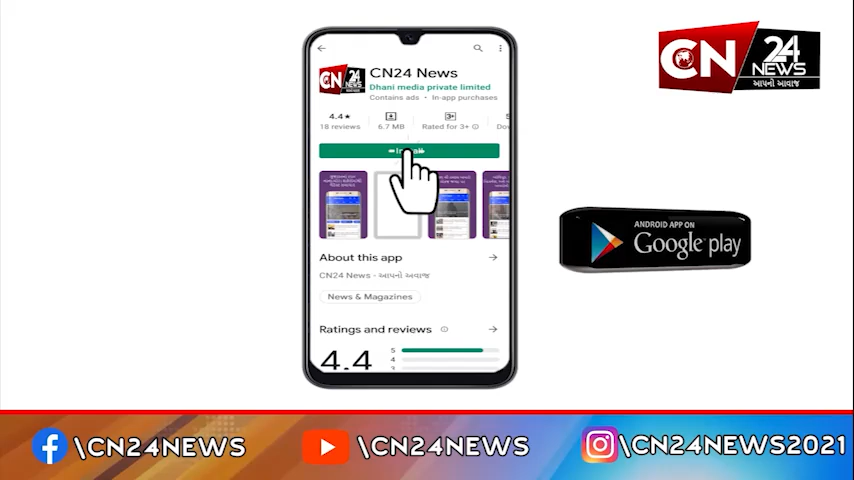 CN24 News
Dhani media private limited
Contains ads • In-app purchases
4.4★
18 reviews
6.7 MB
3+
Rated for 3+
About this app
CN24 News - આપનો અવાજ
News & Magazines
Ratings and reviews
4.4
5
4
3
CN 24 NEWS
આપનો અવાજ
ANDROID APP ON
Google play
\CN24NEWS
\CN24NEWS
\CN24NEWS2021